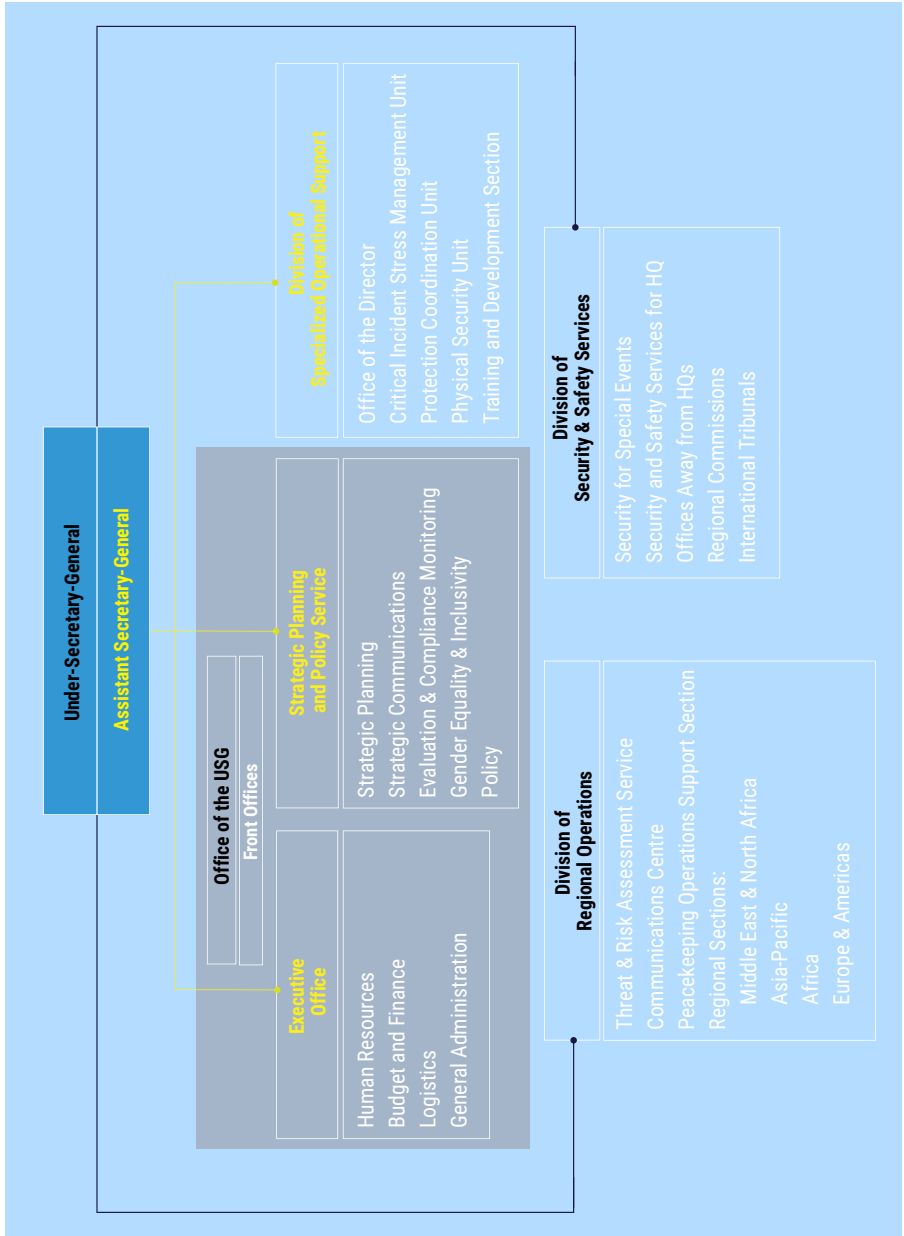 Under-Secretary-General
Assistant Secretary-General
Office of the USG
Front Offices
Executive
Office
Human Resources
Budget and Finance
Logistics
General Administration
Strategic Planning
and Policy Service
Strategic Planning
Strategic Communications
Evaluation & Compliance Monitoring
Gender Equality & Inclusivity
Policy
Division of
Specialized Operational Support
Office of the Director
Critical Incident Stress Management Unit
Protection Coordination Unit
Physical Security Unit
Training and Development Section
Division of
Regional Operations
Threat & Risk Assessment Service
Communications Centre
Peacekeeping Operations Support Section
Regional Sections:
Middle East & North Africa
Asia-Pacific
Africa
Europe & Americas
Division of
Security & Safety Services
Security for Special Events
Security and Safety Services for HQ
Offices Away from HQs
Regional Commissions
International Tribunals